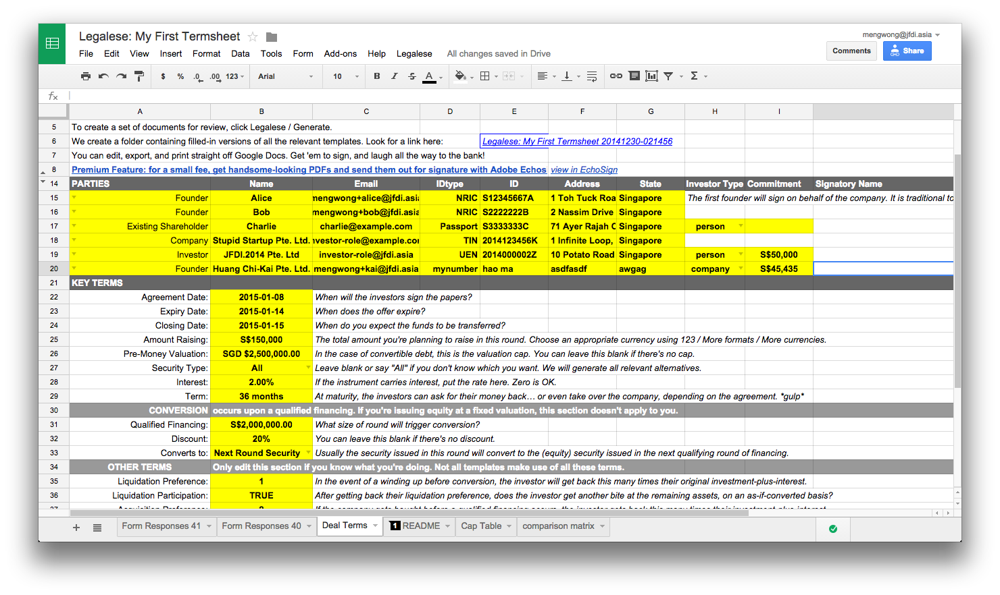 Legalese: My First Termsheet
mengwong@jfdi.asia
File Edit View Insert Format Data Tools Form Add-ons Help Legalese All changes saved in Drive
Comments Share
$ % .0 .00 123 Arial 10 B I S A Σ
fx
A B C D E F G H I
5 To create a set of documents for review, click Legalese / Generate.
6 We create a folder containing filled-in versions of all the relevant templates. Look for a link here: Legalese: My First Termsheet 20141230-021456
7 You can edit, export, and print straight off Google Docs. Get 'em to sign, and laugh all the way to the bank!
8 Premium Feature: for a small fee, get handsome-looking PDFs and send them out for signature with Adobe Echos view in EchoSign
14 PARTIES Name Email IDtype ID Address State Investor Type Commitment Signatory Name
15 Founder Alice mengwong+alice@jfdi.asia NRIC S12345667A 1 Toh Tuck Roa Singapore The first founder will sign on behalf of the company. It is traditional to
16 Founder Bob mengwong+bob@jfdi.asia NRIC S2222222B 2 Nassim Drive Singapore
17 Existing Shareholder Charlie charlie@example.com Passport S3333333C 71 Ayer Rajah C Singapore person
18 Company Stupid Startup Pte. Ltd. nvestor-role@example.com TIN 2014123456K 1 Infinite Loop, Singapore
19 Investor JFDI.2014 Pte. Ltd investor-role@jfdi.asia UEN 2014000002Z 10 Potato Road Singapore person S$50,000
20 Founder Huang Chi-Kai Pte. Ltd. mengwong+kai@jfdi.asia mynumber hao ma asdfasdf awgag company S$45,435
21 KEY TERMS
22 Agreement Date: 2015-01-08 When will the investors sign the papers?
23 Expiry Date: 2015-01-14 When does the offer expire?
24 Closing Date: 2015-01-15 When do you expect the funds to be transferred?
25 Amount Raising: S$150,000 The total amount you're planning to raise in this round. Choose an appropriate currency using 123 / More formats / More currencies.
26 Pre-Money Valuation: SGD $2,500,000.00 In the case of convertible debt, this is the valuation cap. You can leave this blank if there's no cap.
27 Security Type: All Leave blank or say "All" if you don't know which you want. We will generate all relevant alternatives.
28 Interest: 2.00% If the instrument carries interest, put the rate here. Zero is OK.
29 Term: 36 months At maturity, the investors can ask for their money back… or even take over the company, depending on the agreement. *gulp*
30 CONVERSION occurs upon a qualified financing. If you're issuing equity at a fixed valuation, this section doesn't apply to you.
31 Qualified Financing: S$2,000,000.00 What size of round will trigger conversion?
32 Discount: 20% You can leave this blank if there's no discount.
33 Converts to: Next Round Security Usually the security issued in this round will convert to the (equity) security issued in the next qualifying round of financing.
34 OTHER TERMS Only edit this section if you know what you're doing. Not all templates make use of all these terms.
35 Liquidation Preference: 1 In the event of a winding up before conversion, the investor will get back this many times their original investment-plus-interest.
36 Liquidation Participation: TRUE After getting back their liquidation preference, does the investor get another bite at the remaining assets, on an as-if-converted basis?
+ Form Responses 41 Form Responses 40 Deal Terms 1 README Cap Table comparison matrix